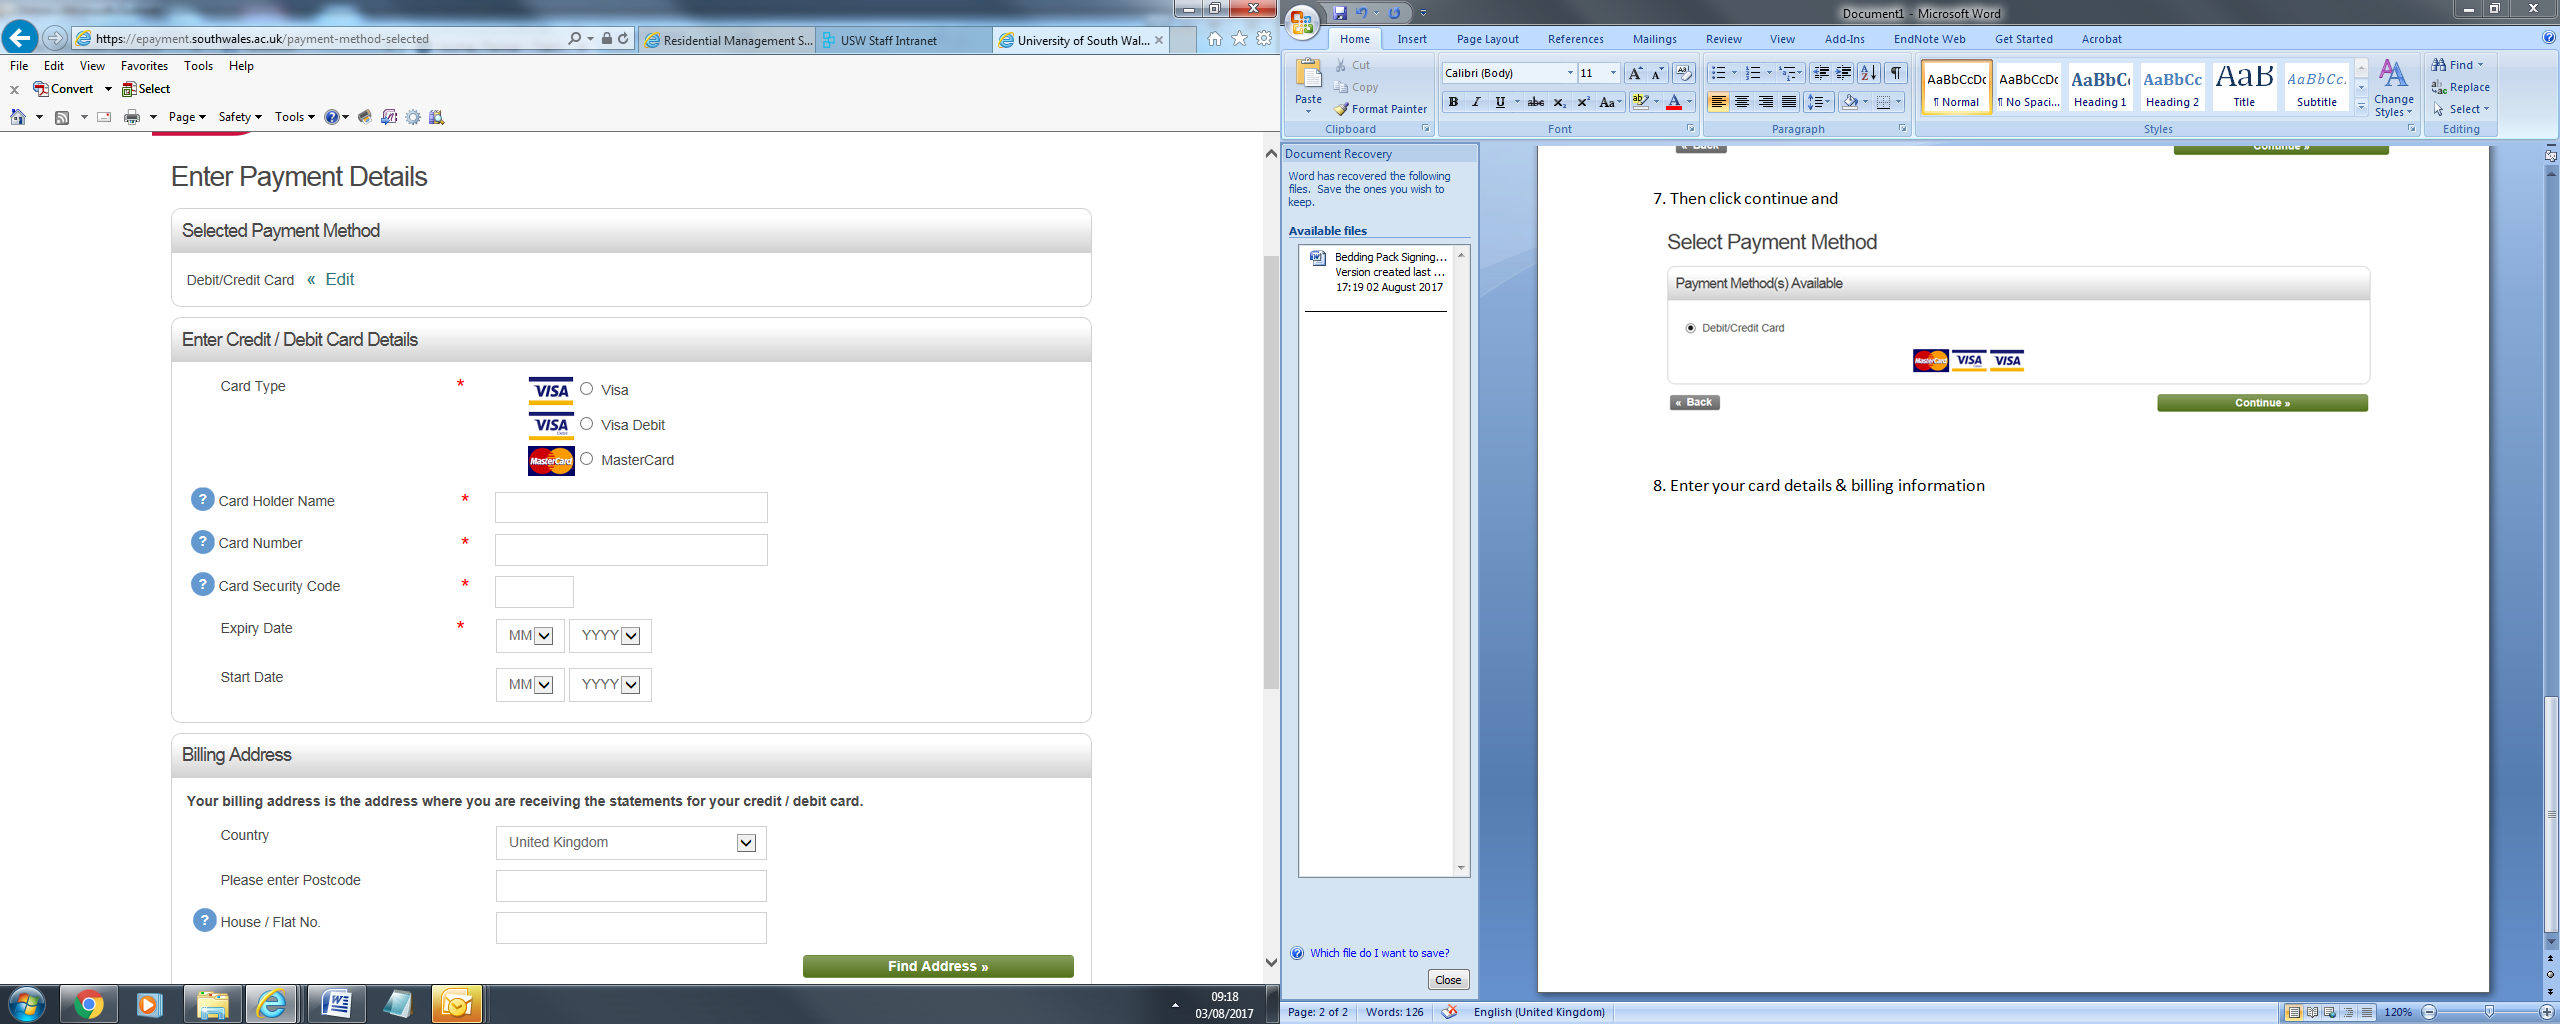 https://epayment.southwales.ac.uk/payment-method-selected
Residential Management S...
USW Staff Intranet
University of South Wal...
File Edit View Favorites Tools Help
Convert Select
Page Safety Tools
Enter Payment Details
Selected Payment Method
Debit/Credit Card « Edit
Enter Credit / Debit Card Details
Card Type *
VISA Visa
VISA Visa Debit
MasterCard MasterCard
? Card Holder Name *
? Card Number *
? Card Security Code *
Expiry Date * MM YYYY
Start Date MM YYYY
Billing Address
Your billing address is the address where you are receiving the statements for your credit / debit card.
Country United Kingdom
Please enter Postcode
? House / Flat No.
Find Address »
09:18
03/08/2017
Document1 - Microsoft Word
Home Insert Page Layout References Mailings Review View Add-Ins EndNote Web Get Started Acrobat
Paste
Cut
Copy
Format Painter
Clipboard
Calibri (Body) 11
Font
Paragraph
AaBbCcDc AaBbCcDc AaBbC AaBbCc AaB AaBbCc.
¶ Normal ¶ No Spaci... Heading 1 Heading 2 Title Subtitle
Change Styles
Styles
Find
Replace
Select
Editing
Document Recovery
Word has recovered the following
files. Save the ones you wish to
keep.
Available files
Bedding Pack Signing...
Version created last ...
17:19 02 August 2017
Which file do I want to save?
Close
« Back Continue »
7. Then click continue and
Select Payment Method
Payment Method(s) Available
Debit/Credit Card
MasterCard VISA VISA
« Back Continue »
8. Enter your card details & billing information
Page: 2 of 2 Words: 126 English (United Kingdom) 120%